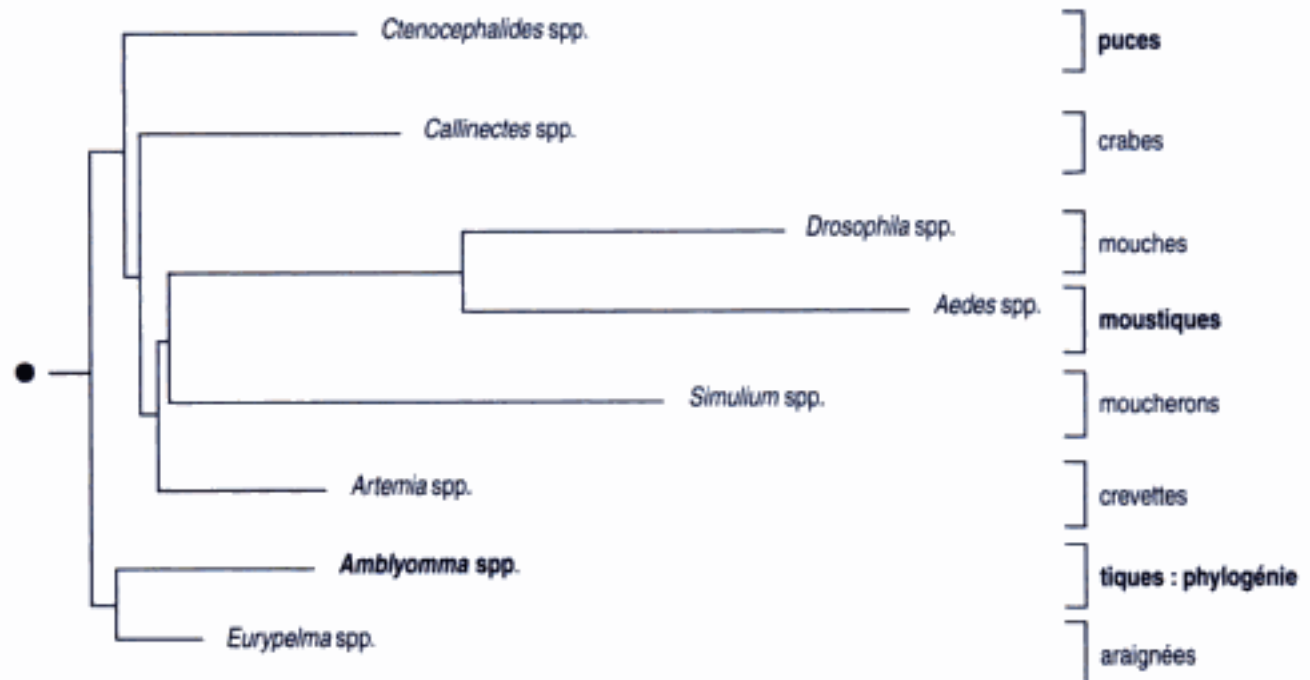 Ctenocephalides spp.
puces
Callinectes spp.
crabes
Drosophila spp.
mouches
Aedes spp.
moustiques
Simulium spp.
moucherons
Artemia spp.
crevettes
Amblyomma spp.
tiques : phylogénie
Eurypelma spp.
araignées